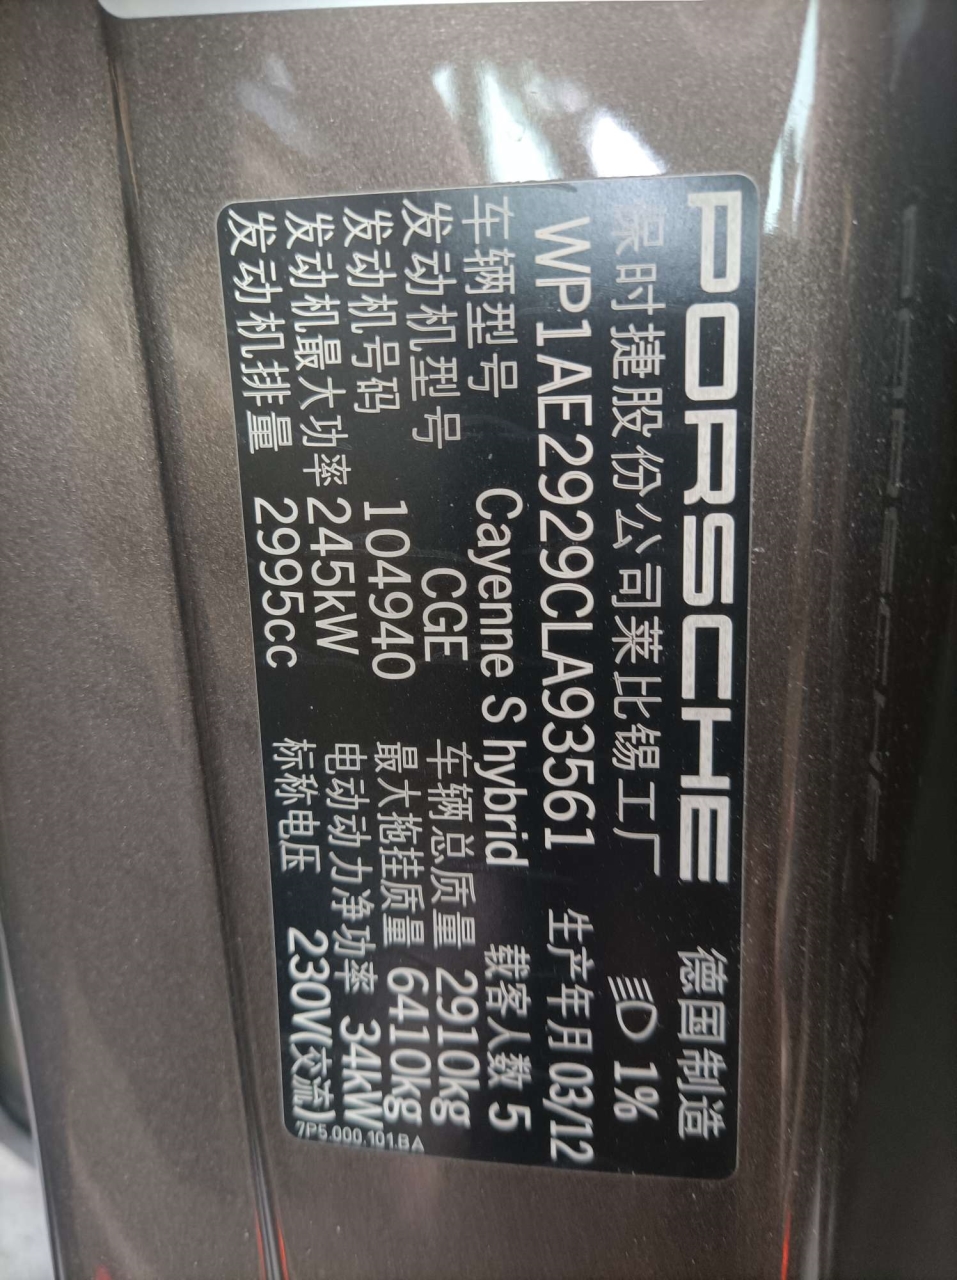 PORSCHE 德国制造
保时捷股份公司莱比锡工厂 1%
WP1AE2929CLA93561 生产年月 03/12
车辆型号 Cayenne S hybrid 载客人数 5
发动机型号 CGE 车辆总质量 2910kg
发动机号码 104940 最大拖挂质量 6410kg
发动机最大功率 245kW 电动动力净功率 34kW
发动机排量 2995cc 标称电压 230V(交流)
7P5.000.101.BA